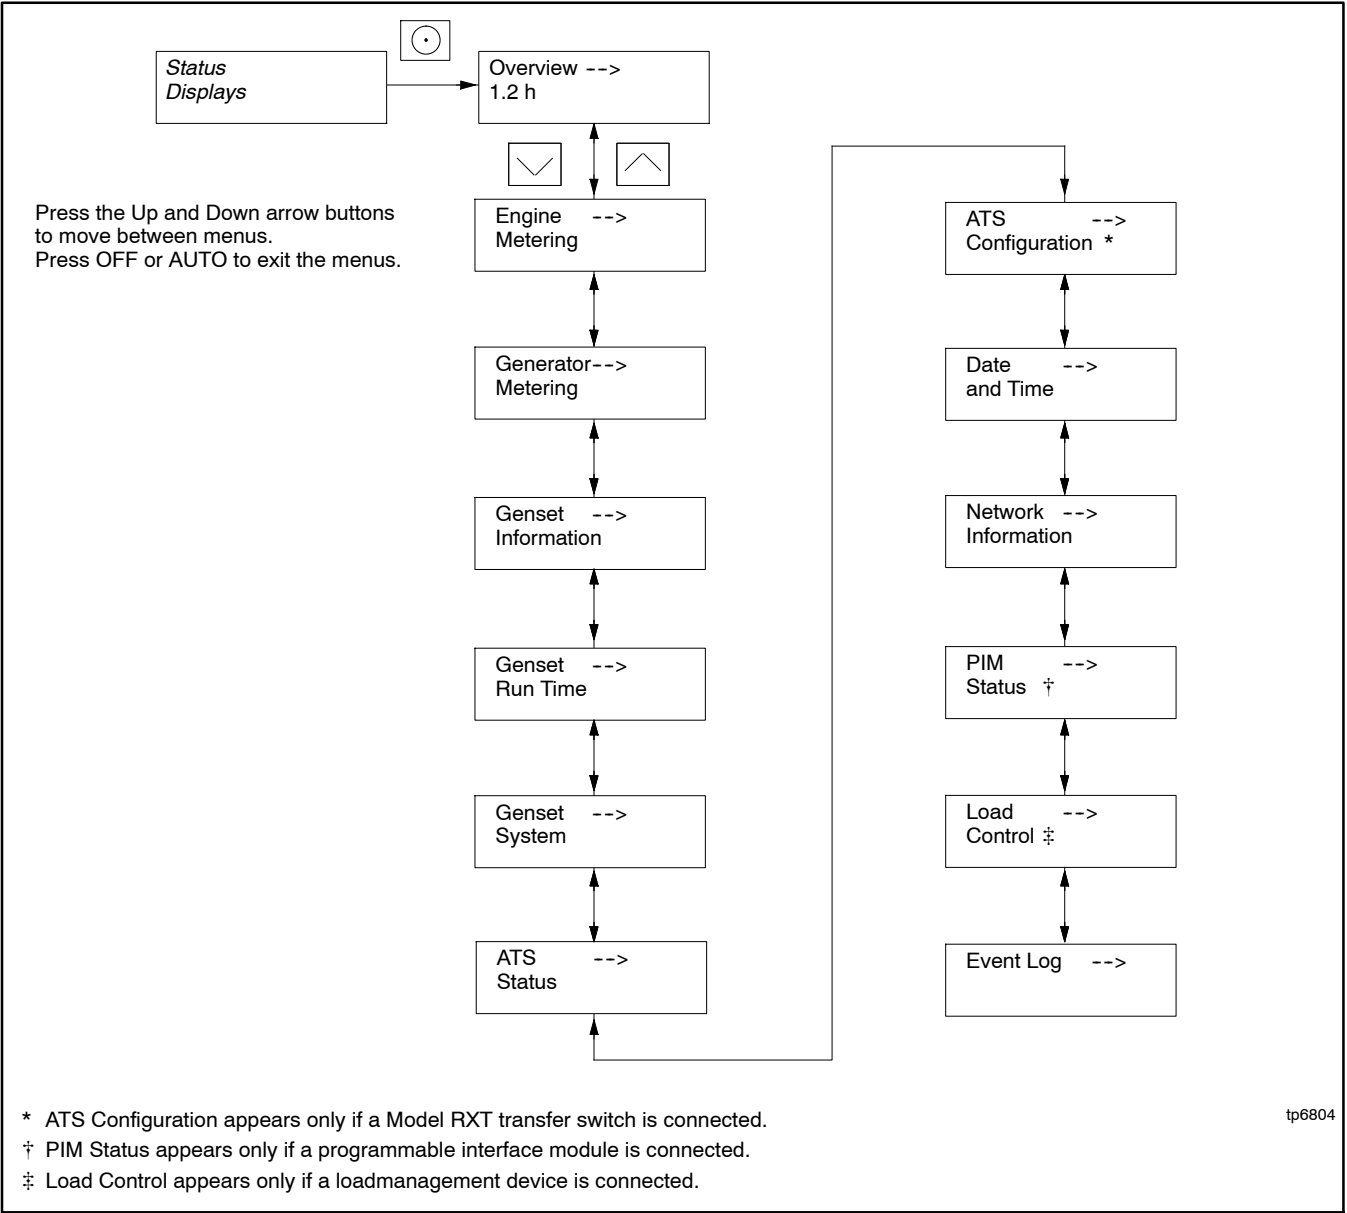 Status
Displays
Overview -->
1.2 h
Press the Up and Down arrow buttons
to move between menus.
Press OFF or AUTO to exit the menus.
Engine -->
Metering
Generator-->
Metering
Genset -->
Information
Genset -->
Run Time
Genset -->
System
ATS -->
Status
ATS -->
Configuration *
Date -->
and Time
Network -->
Information
PIM -->
Status †
Load -->
Control ‡
Event Log -->
* ATS Configuration appears only if a Model RXT transfer switch is connected.
† PIM Status appears only if a programmable interface module is connected.
‡ Load Control appears only if a loadmanagement device is connected.
tp6804